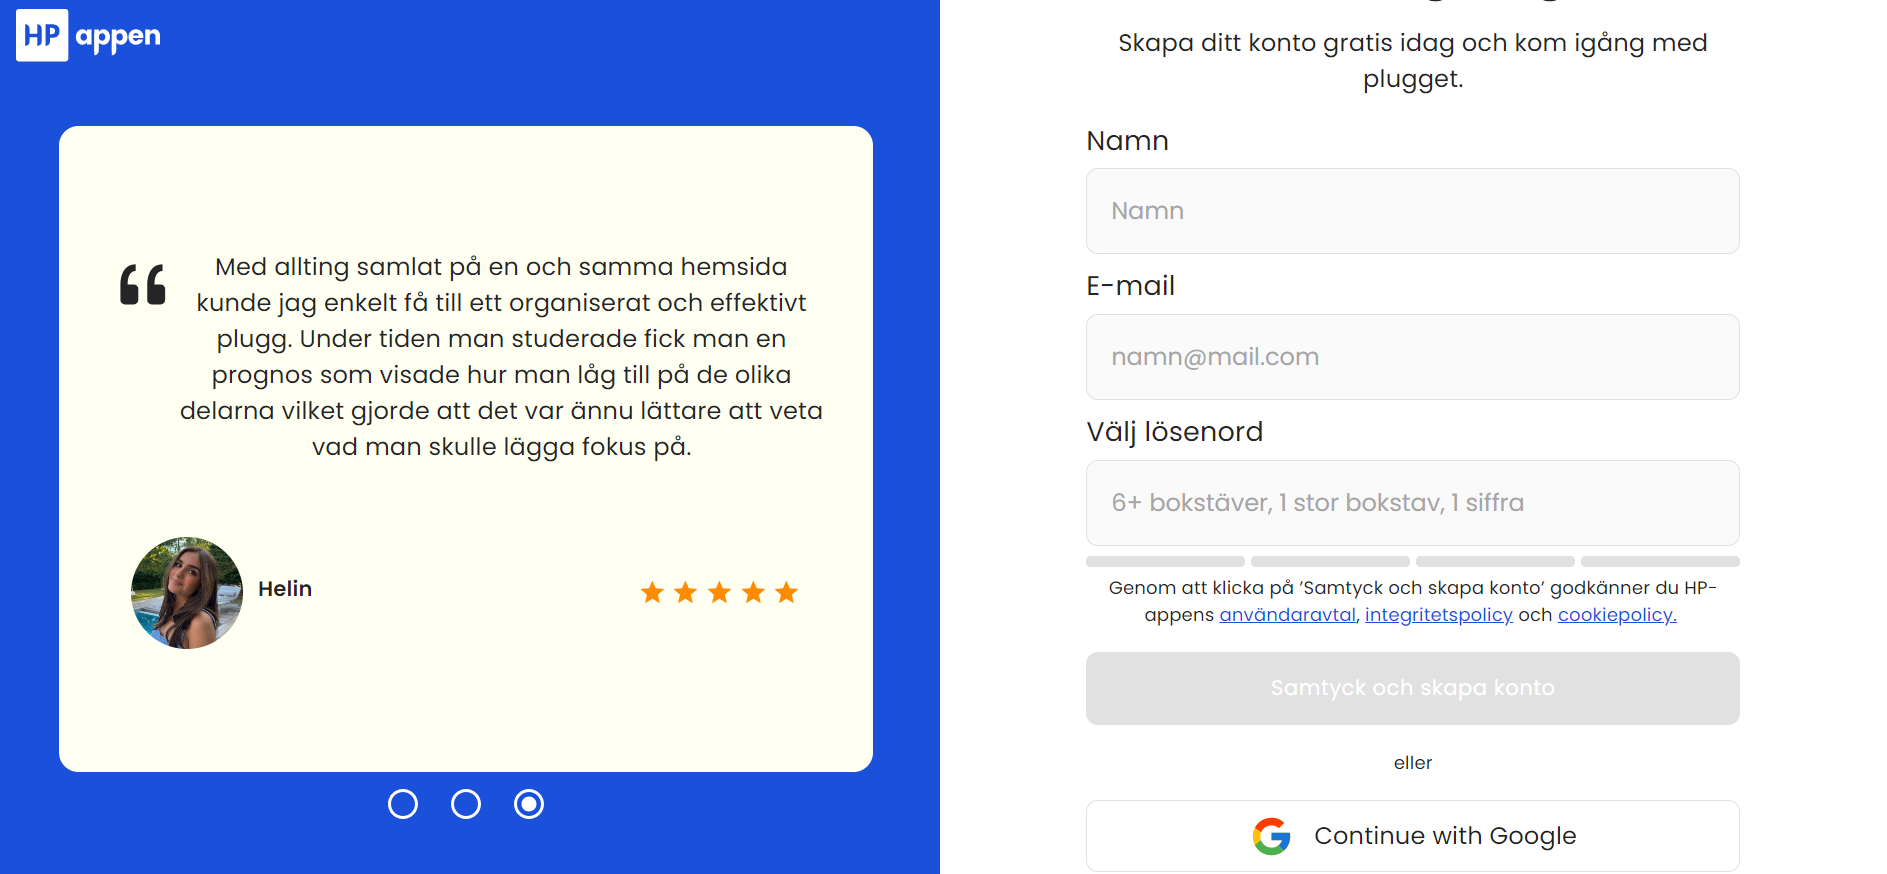 HP appen
Med allting samlat på en och samma hemsida
kunde jag enkelt få till ett organiserat och effektivt
plugg. Under tiden man studerade fick man en
prognos som visade hur man låg till på de olika
delarna vilket gjorde att det var ännu lättare att veta
vad man skulle lägga fokus på.
Helin
Skapa ditt konto gratis idag och kom igång med
plugget.
Namn
Namn
E-mail
namn@mail.com
Välj lösenord
6+ bokstäver, 1 stor bokstav, 1 siffra
Genom att klicka på ’Samtyck och skapa konto’ godkänner du HP-
appens användaravtal, integritetspolicy och cookiepolicy.
Samtyck och skapa konto
eller
Continue with Google